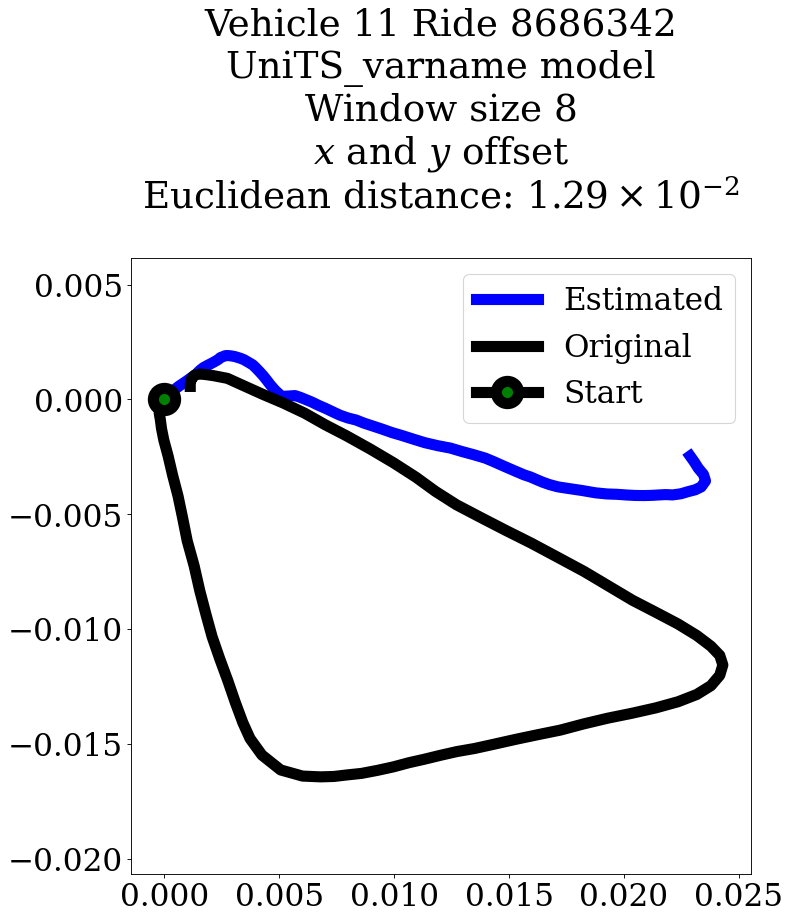 Vehicle 11 Ride 8686342
UniTS_varname model
Window size 8
x and y offset
Euclidean distance: 1.29 × 10⁻²
Estimated
Original
Start
0.005
0.000
−0.005
−0.010
−0.015
−0.020
0.000 0.005 0.010 0.015 0.020 0.025